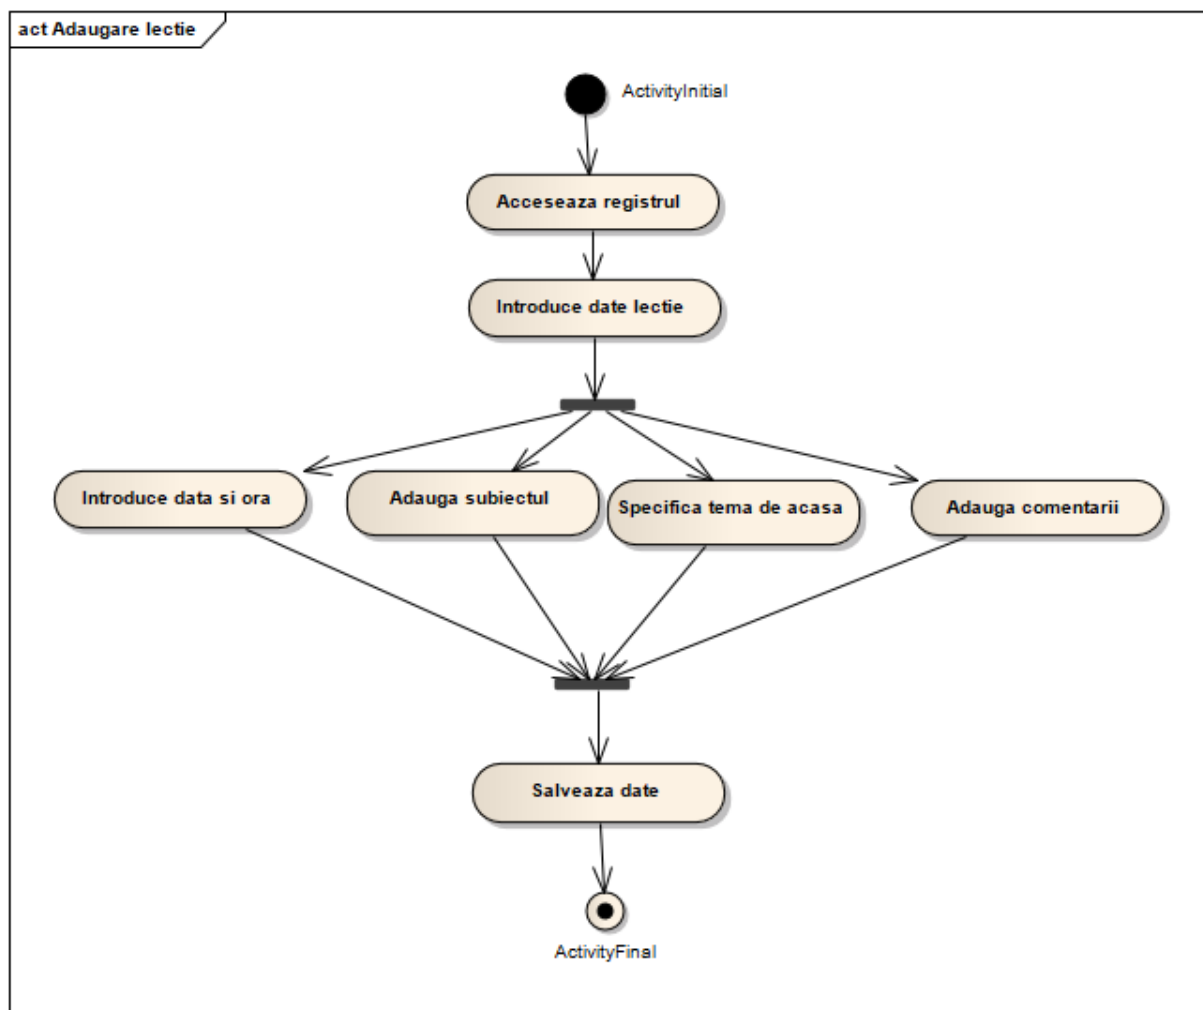 act Adaugare lectie
ActivityInitial
Acceseaza registrul
Introduce date lectie
Introduce data si ora
Adauga subiectul
Specifica tema de acasa
Adauga comentarii
Salveaza date
ActivityFinal